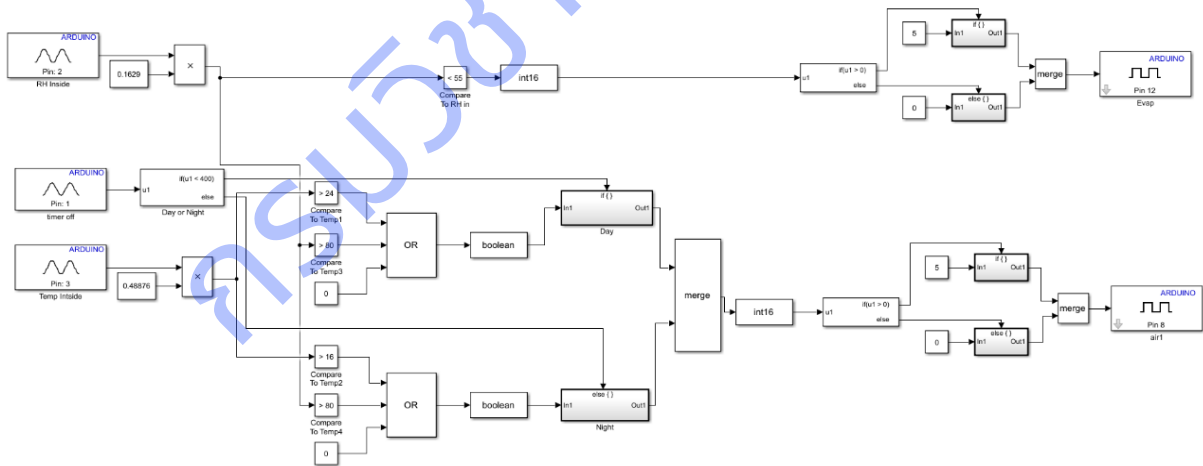 ARDUINO
Pin: 2
RH Inside
0.1629
×
< 55
Compare
To RH in
int16
u1
if(u1 > 0)
else
5
if { }
In1
Out1
0
else { }
In1
Out1
merge
ARDUINO
Pin 12
Evap
ARDUINO
Pin: 1
timer off
u1
if(u1 < 400)
else
Day or Night
ARDUINO
Pin: 3
Temp Intside
0.48876
×
> 24
Compare
To Temp1
> 80
Compare
To Temp3
0
OR
boolean
if { }
In1
Out1
Day
> 16
Compare
To Temp2
> 80
Compare
To Temp4
0
OR
boolean
else { }
In1
Out1
Night
merge
int16
u1
if(u1 > 0)
else
5
if { }
In1
Out1
0
else { }
In1
Out1
merge
ARDUINO
Pin 8
air1